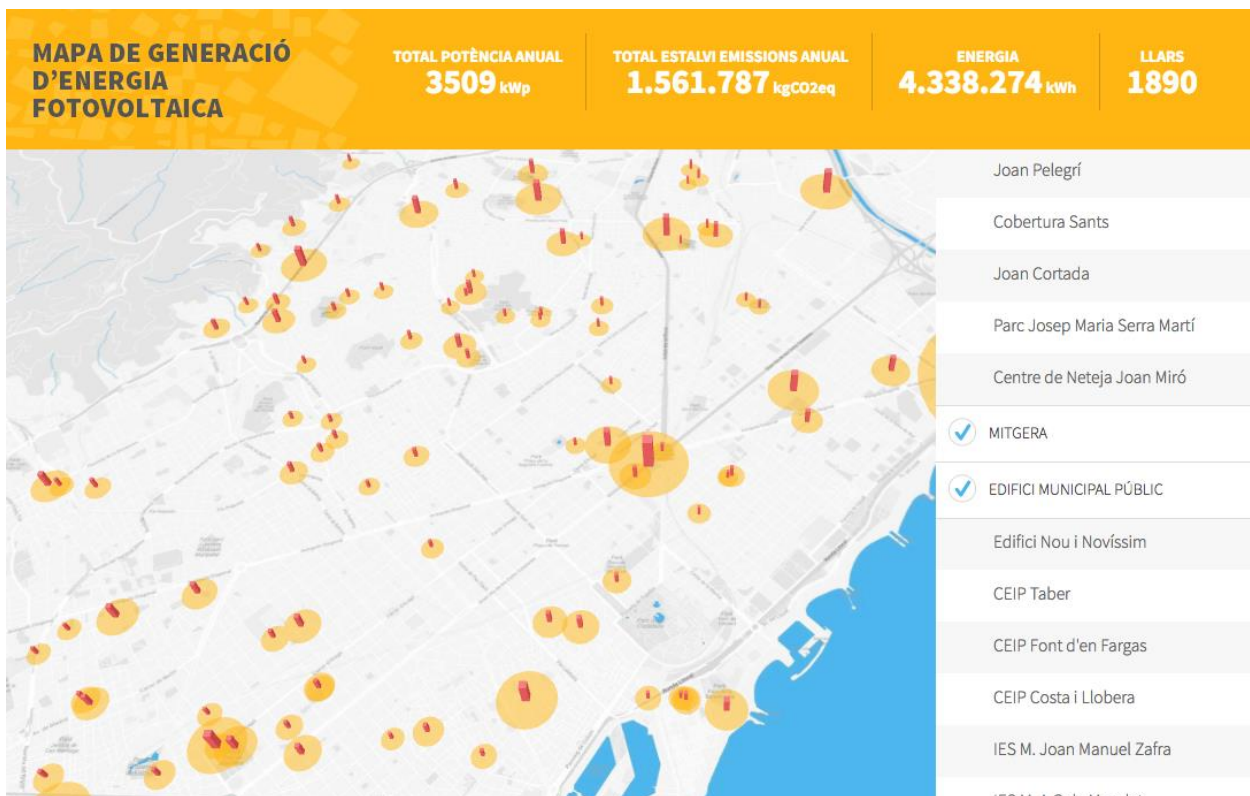 MAPA DE GENERACIÓ
D'ENERGIA
FOTOVOLTAICA
TOTAL POTÈNCIA ANUAL
3509 kWp
TOTAL ESTALVI EMISSIONS ANUAL
1.561.787 kgCO2eq
ENERGIA
4.338.274 kWh
LLARS
1890
Joan Pelegrí
Cobertura Sants
Joan Cortada
Parc Josep Maria Serra Martí
Centre de Neteja Joan Miró
MITGERA
EDIFICI MUNICIPAL PÚBLIC
Edifici Nou i Novíssim
CEIP Taber
CEIP Font d'en Fargas
CEIP Costa i Llobera
IES M. Joan Manuel Zafra